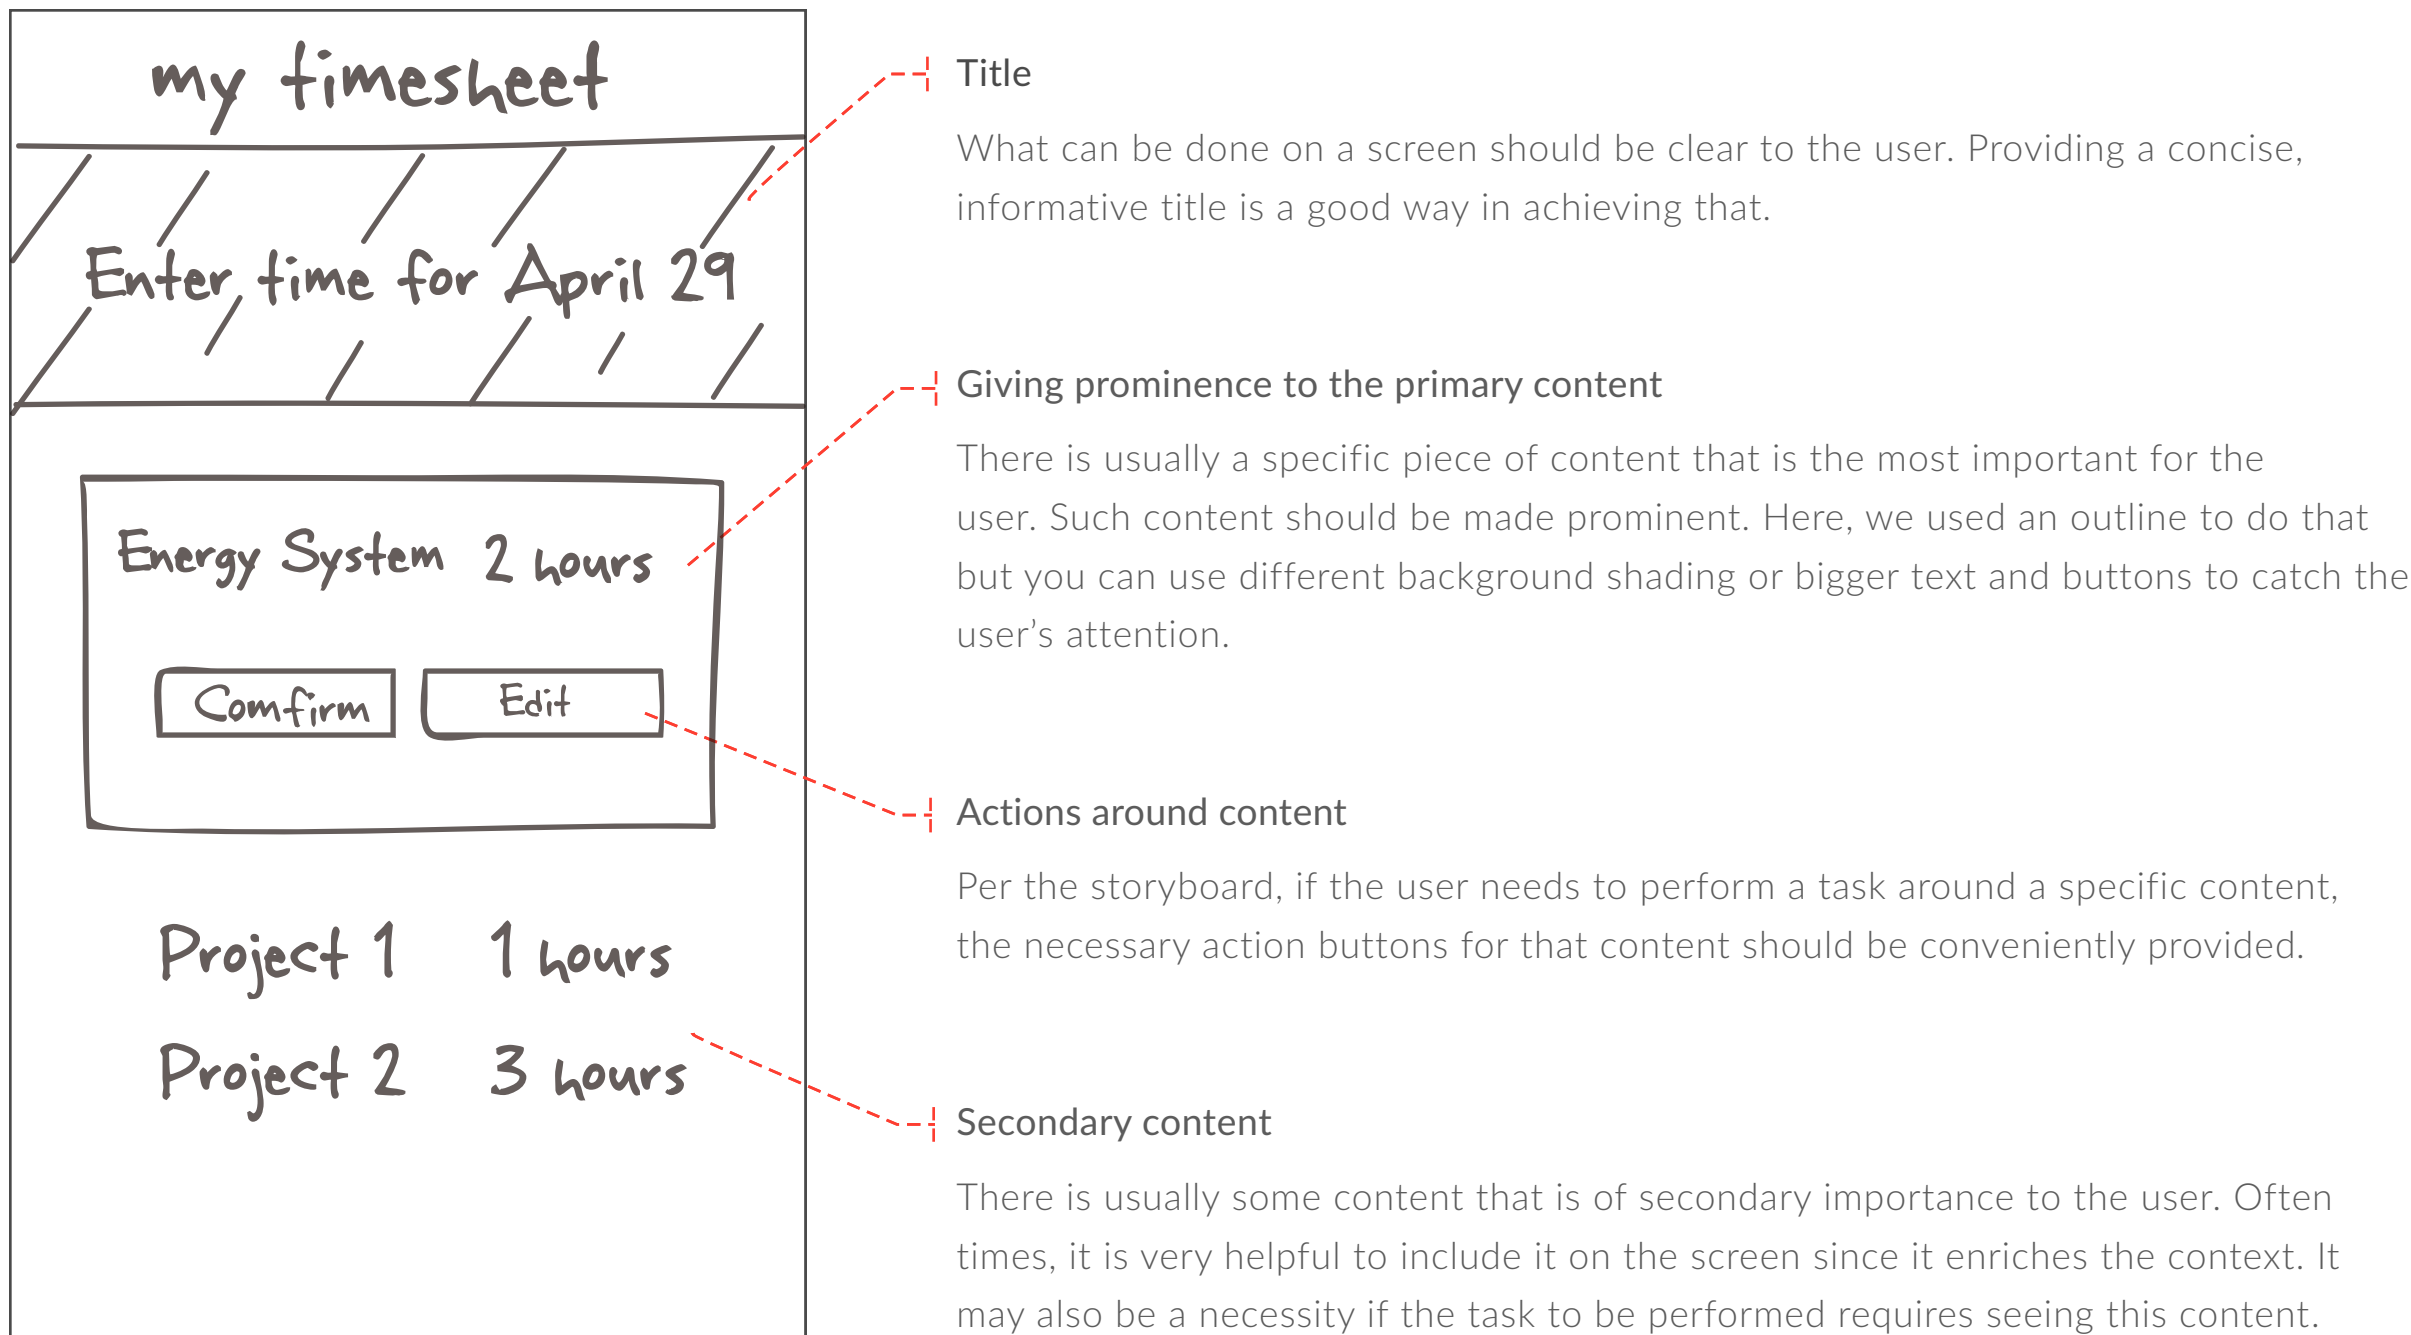 my timesheet
Enter time for April 29
Energy System 2 hours
Comfirm Edit
Project 1 1 hours
Project 2 3 hours
Title
What can be done on a screen should be clear to the user. Providing a concise,
informative title is a good way in achieving that.
Giving prominence to the primary content
There is usually a specific piece of content that is the most important for the
user. Such content should be made prominent. Here, we used an outline to do that
but you can use different background shading or bigger text and buttons to catch the
user’s attention.
Actions around content
Per the storyboard, if the user needs to perform a task around a specific content,
the necessary action buttons for that content should be conveniently provided.
Secondary content
There is usually some content that is of secondary importance to the user. Often
times, it is very helpful to include it on the screen since it enriches the context. It
may also be a necessity if the task to be performed requires seeing this content.